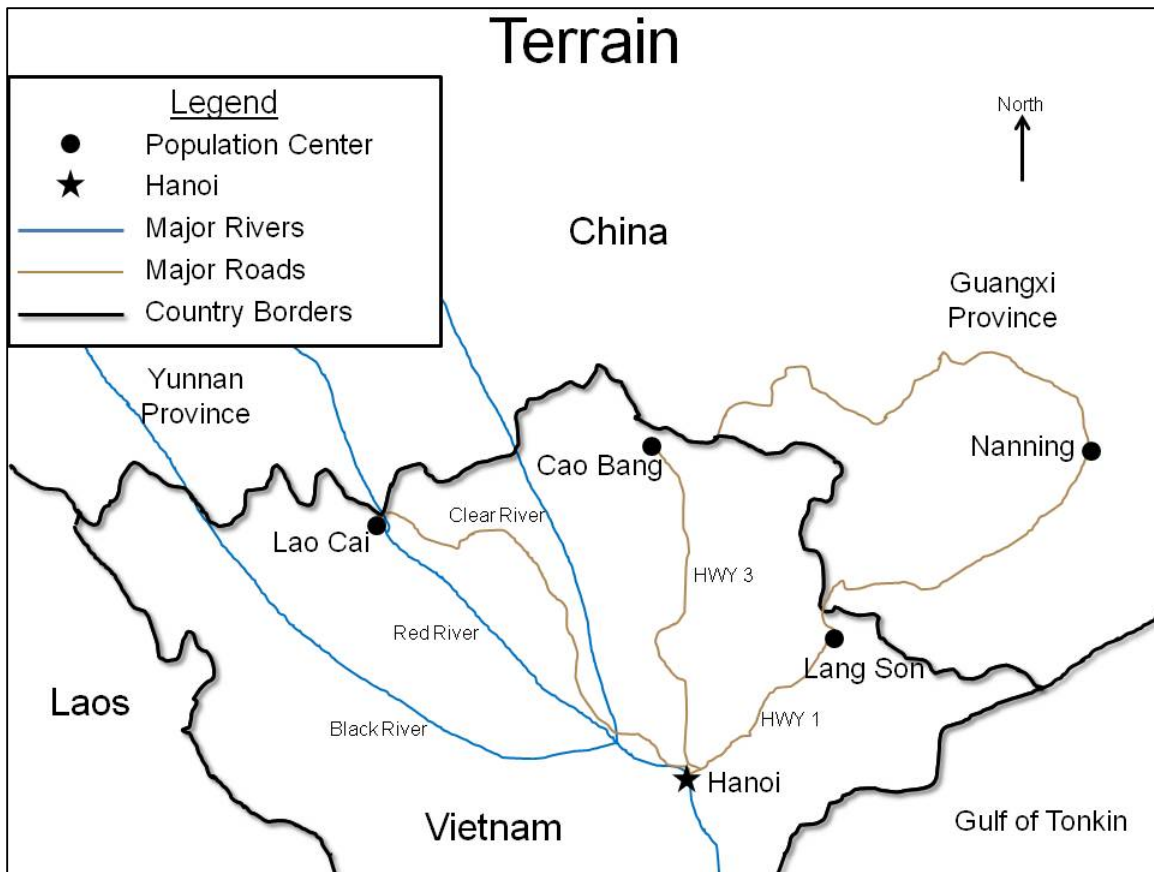 Terrain
Legend
Population Center
Hanoi
Major Rivers
Major Roads
Country Borders
North
China
Guangxi
Province
Yunnan
Province
Nanning
Cao Bang
Clear River
Lao Cai
HWY 3
Red River
Lang Son
Laos
HWY 1
Black River
Hanoi
Vietnam
Gulf of Tonkin